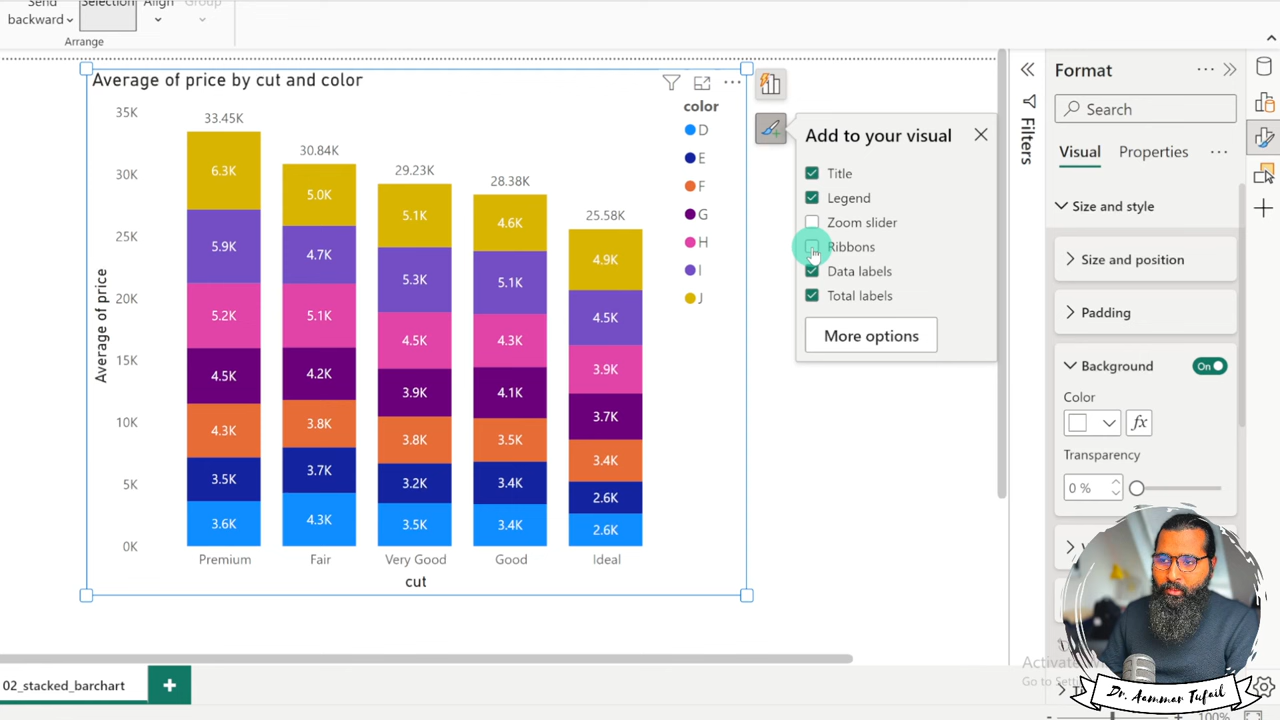 Send
backward
Selection
Align
Group
Arrange
Average of price by cut and color
35K
30K
25K
20K
15K
10K
5K
0K
Average of price
33.45K
6.3K
5.9K
5.2K
4.5K
4.3K
3.5K
3.6K
30.84K
5.0K
4.7K
5.1K
4.2K
3.8K
3.7K
4.3K
29.23K
5.1K
5.3K
4.5K
3.9K
3.8K
3.2K
3.5K
28.38K
4.6K
5.1K
4.3K
4.1K
3.5K
3.4K
3.4K
25.58K
4.9K
4.5K
3.9K
3.7K
3.4K
2.6K
2.6K
Premium Fair Very Good Good Ideal
cut
color
D
E
F
G
H
I
J
Add to your visual
Title
Legend
Zoom slider
Ribbons
Data labels
Total labels
More options
Filters
Format
Search
Visual Properties
Size and style
Size and position
Padding
Background On
Color
fx
Transparency
0 %
Dr. Aammar Tufail
02_stacked_barchart
100%